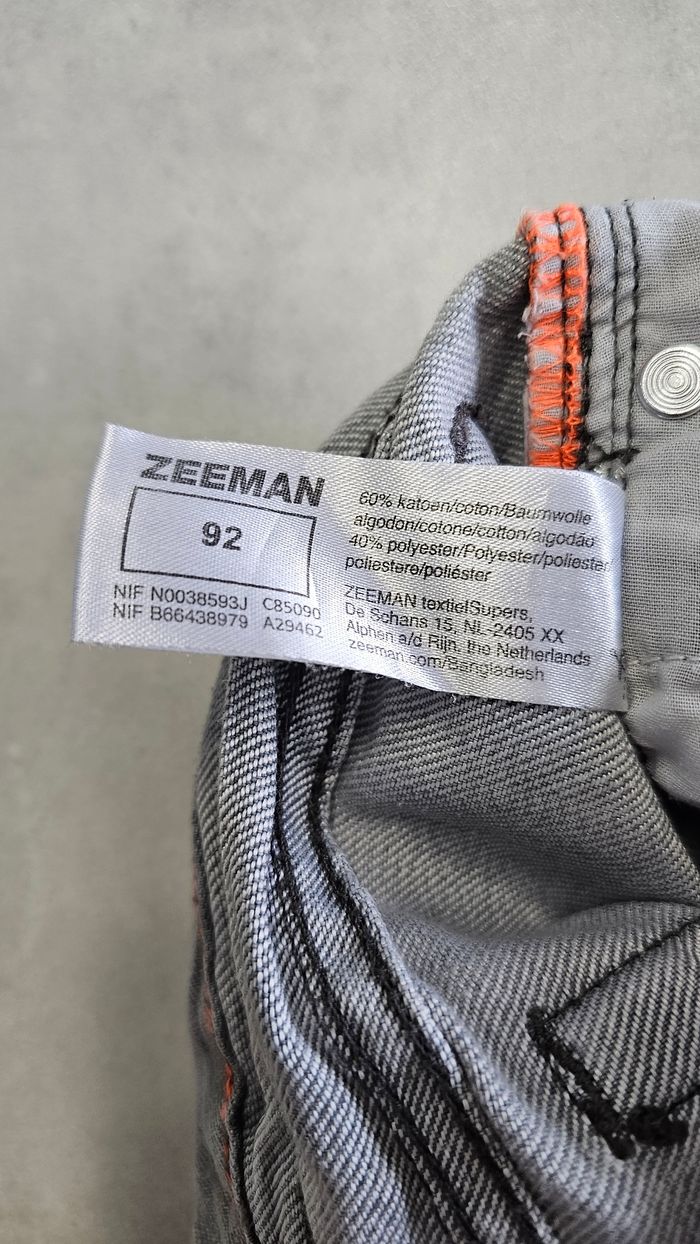 ZEEMAN
92
NIF N0038593J C85090
NIF B66438979 A29462
60% katoen/coton/Baumwolle
algodon/cotone/cotton/algodão
40% polyester/Polyester/poliester/
poliestere/poliéster
ZEEMAN textielSupers,
De Schans 15, NL-2405 XX
Alphen a/d Rijn, the Netherlands
zeeman.com/Bangladesh